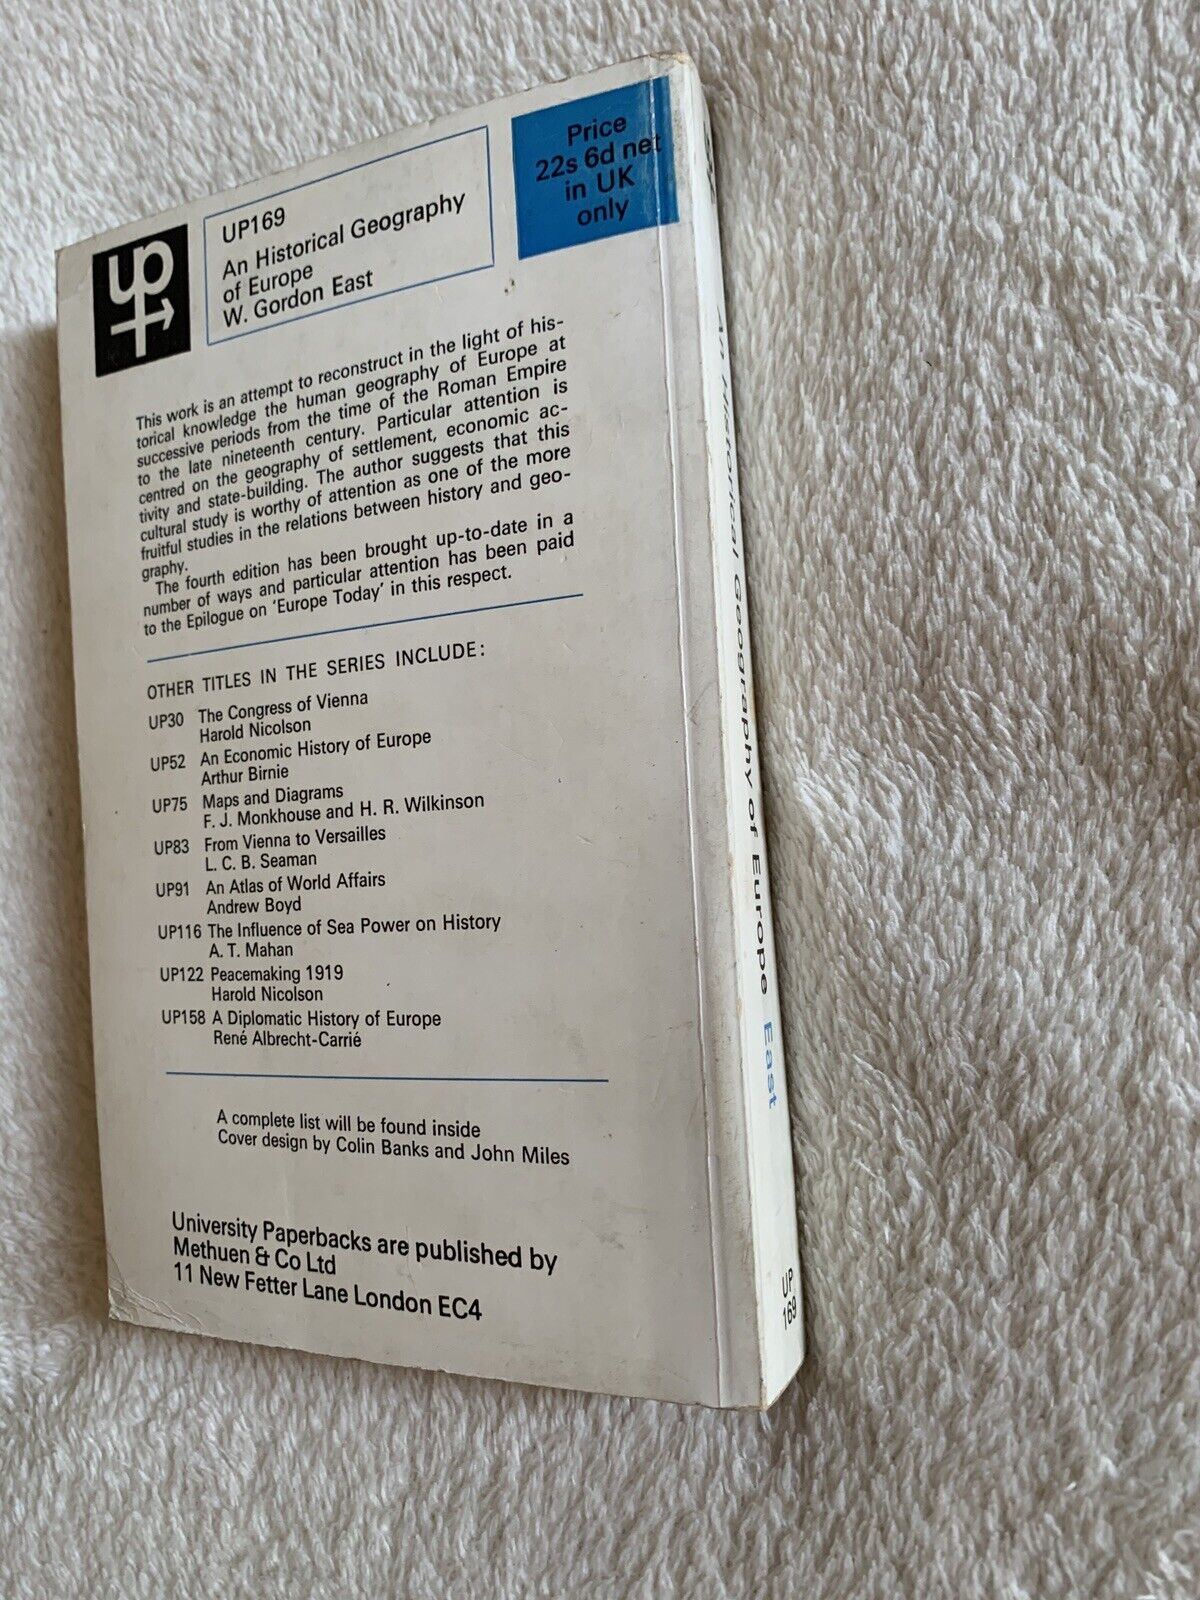 up
UP169
An Historical Geography
of Europe
W. Gordon East
Price
22s 6d net
in UK
only
This work is an attempt to reconstruct in the light of his-
torical knowledge the human geography of Europe at
successive periods from the time of the Roman Empire
to the late nineteenth century. Particular attention is
centred on the geography of settlement, economic ac-
tivity and state-building. The author suggests that this
cultural study is worthy of attention as one of the more
fruitful studies in the relations between history and geo-
graphy.
The fourth edition has been brought up-to-date in a
number of ways and particular attention has been paid
to the Epilogue on 'Europe Today' in this respect.
OTHER TITLES IN THE SERIES INCLUDE:
UP30 The Congress of Vienna
Harold Nicolson
UP52 An Economic History of Europe
Arthur Birnie
UP75 Maps and Diagrams
F. J. Monkhouse and H. R. Wilkinson
UP83 From Vienna to Versailles
L. C. B. Seaman
UP91 An Atlas of World Affairs
Andrew Boyd
UP116 The Influence of Sea Power on History
A. T. Mahan
UP122 Peacemaking 1919
Harold Nicolson
UP158 A Diplomatic History of Europe
René Albrecht-Carrié
A complete list will be found inside
Cover design by Colin Banks and John Miles
University Paperbacks are published by
Methuen & Co Ltd
11 New Fetter Lane London EC4
An Historical Geography of Europe East
UP
169